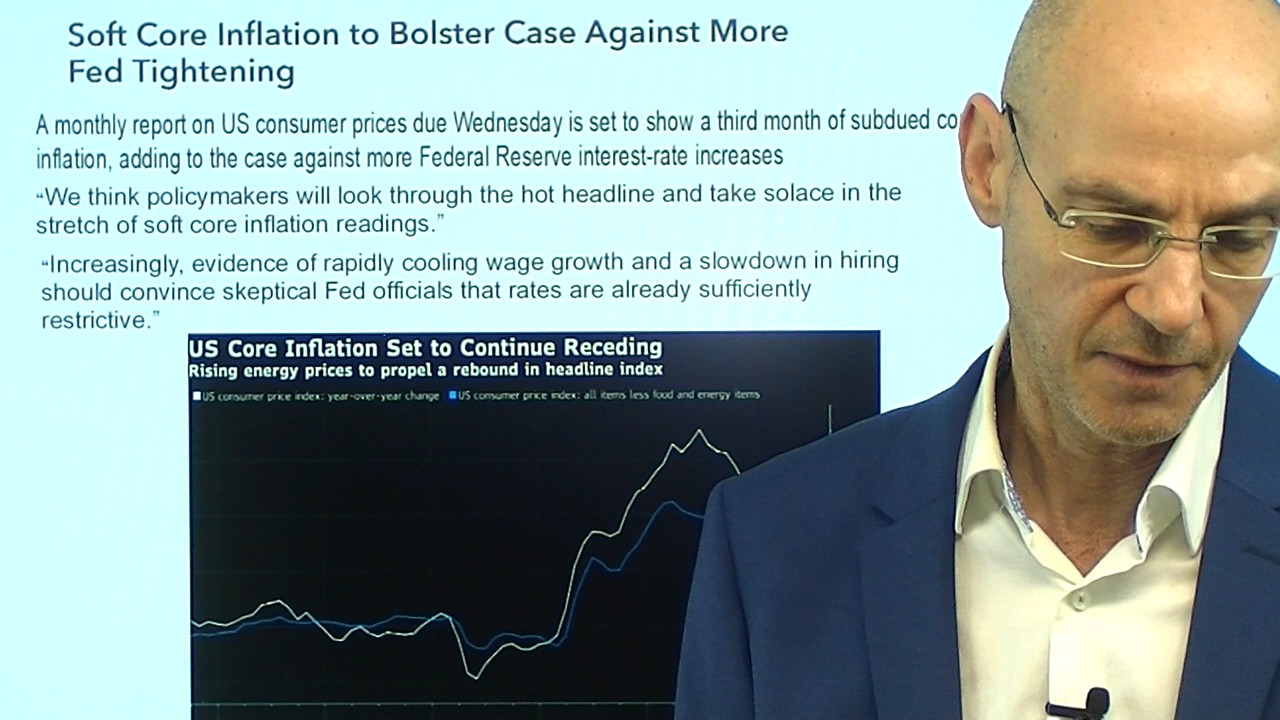 Soft Core Inflation to Bolster Case Against More
Fed Tightening
A monthly report on US consumer prices due Wednesday is set to show a third month of subdued co
inflation, adding to the case against more Federal Reserve interest-rate increases
“We think policymakers will look through the hot headline and take solace in the
stretch of soft core inflation readings.”
“Increasingly, evidence of rapidly cooling wage growth and a slowdown in hiring
should convince skeptical Fed officials that rates are already sufficiently
restrictive.”
US Core Inflation Set to Continue Receding
Rising energy prices to propel a rebound in headline index
US consumer price index: year-over-year change US consumer price index: all items less food and energy items